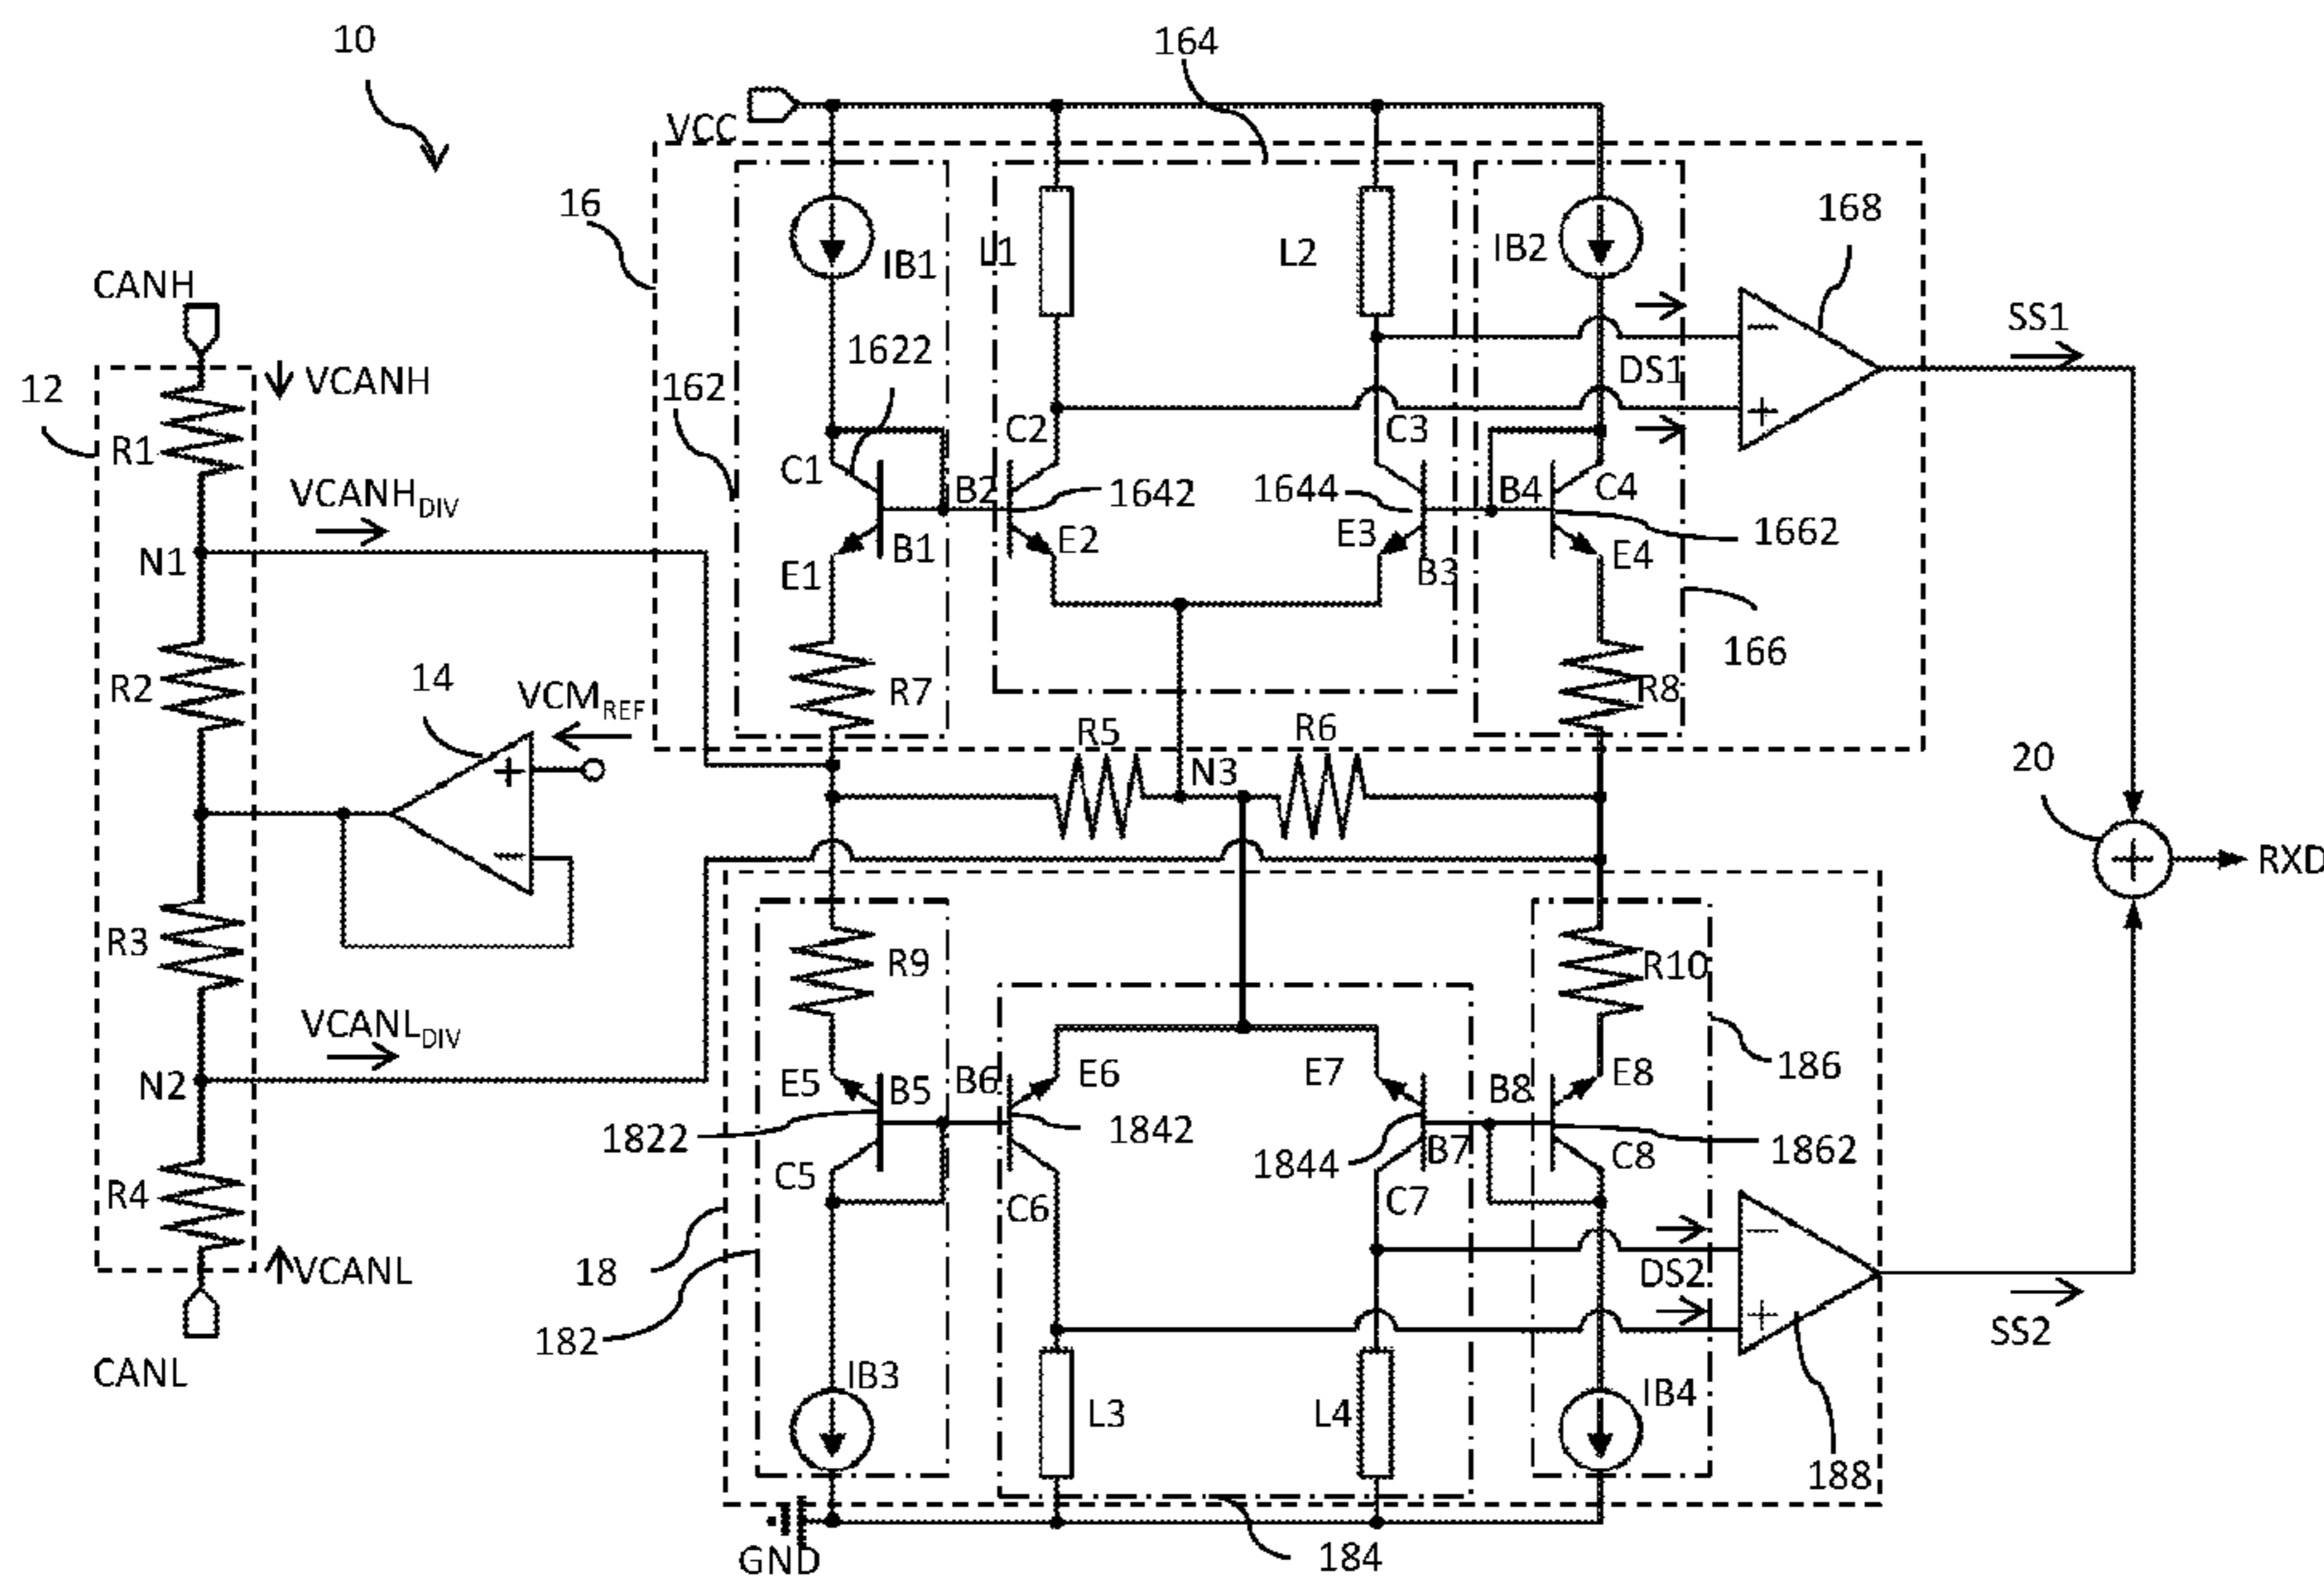 10
164
VCC
16
168
IB1
L1
L2
IB2
CANH
SS1
12
VCANH
1622
DS1
162
R1
C1
C2
C3
VCANHDIV
B2
1642
1644
B4
C4
N1
B1
E2
E3
1662
E1
B3
E4
14
R2
VCMREF
R7
R8
166
R5
R6
N3
20
RXD
R3
R9
R10
VCANLDIV
N2
E5
B5
B6
E6
E7
B8
E8
186
1822
1842
1844
B7
C8
1862
R4
C5
C6
C7
VCANL
18
DS2
182
SS2
CANL
IB3
L3
L4
IB4
188
GND
184
+
+
+
+
−
−
−
−